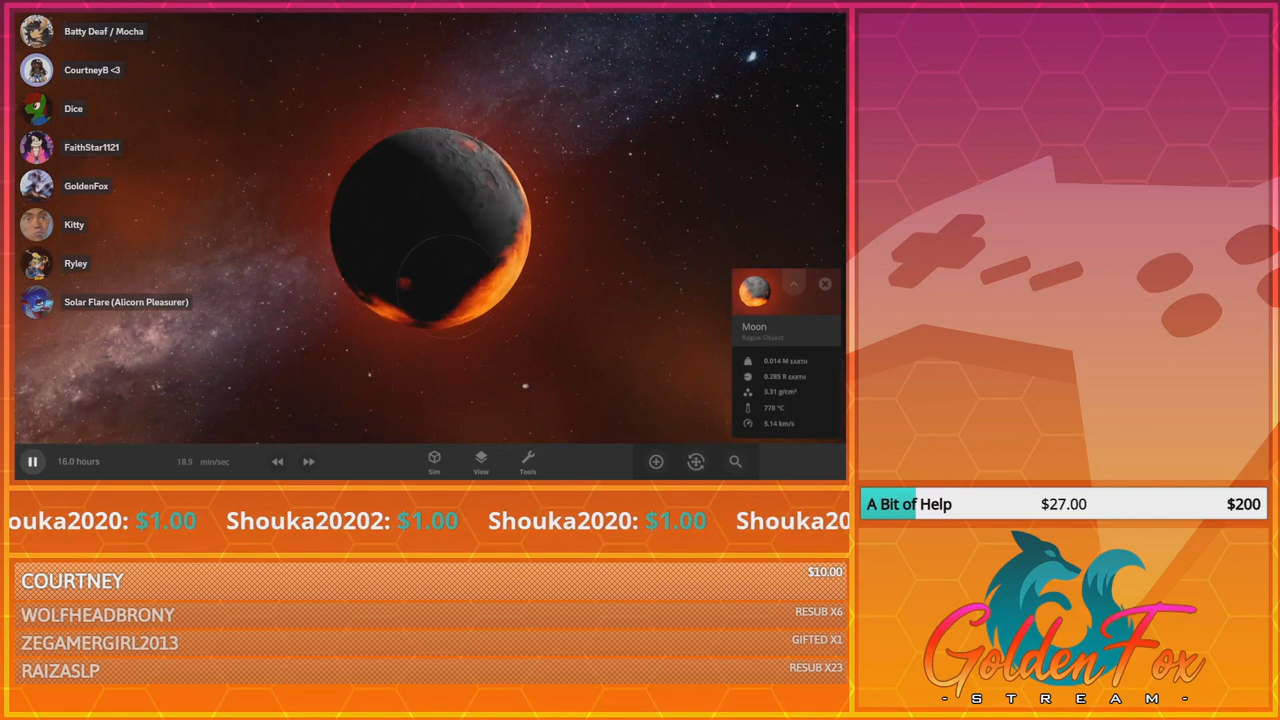 Batty Deaf / Mocha
CourtneyB <3
Dice
FaithStar1121
GoldenFox
Kitty
Ryley
Solar Flare (Alicorn Pleasurer)
Moon
Rogue Object
0.014 M EARTH
0.285 R EARTH
3.31 g/cm³
778 °C
5.14 km/s
16.0 hours
18.9 min/sec
Sim
View
Tools
ouka2020: $1.00 Shouka20202: $1.00 Shouka2020: $1.00 Shouka20
COURTNEY $10.00
WOLFHEADBRONY RESUB X6
ZEGAMERGIRL2013 GIFTED X1
RAIZASLP RESUB X23
A Bit of Help $27.00 $200
GoldenFox
- S T R E A M -